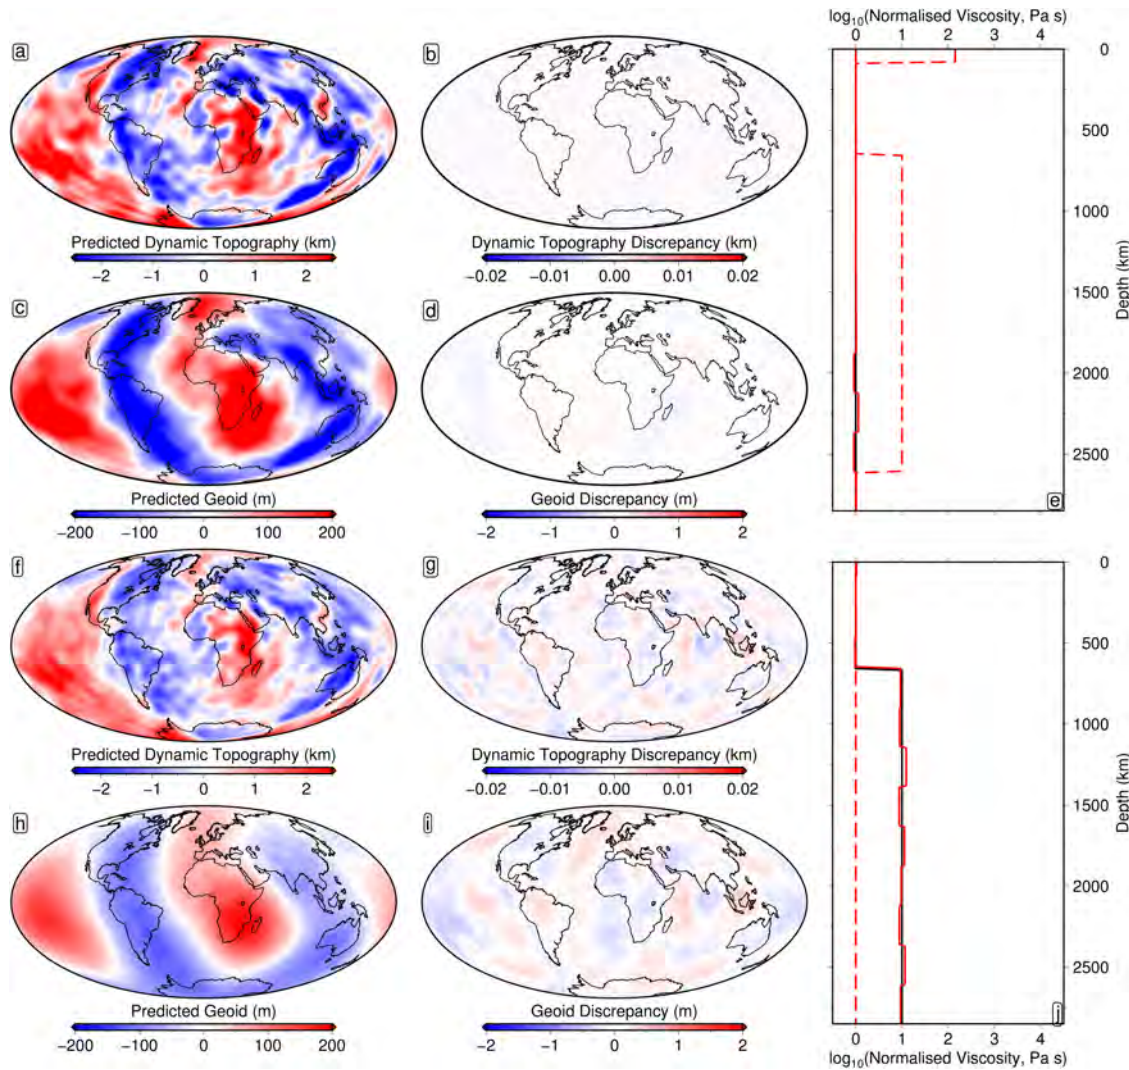 a
b
log10(Normalised Viscosity, Pa s)
0 1 2 3 4
Predicted Dynamic Topography (km)
−2 −1 0 1 2
Dynamic Topography Discrepancy (km)
−0.02 −0.01 0.00 0.01 0.02
c
d
Predicted Geoid (m)
−200 −100 0 100 200
Geoid Discrepancy (m)
−2 −1 0 1 2
0
500
1000
1500
2000
2500
Depth (km)
e
f
g
Predicted Dynamic Topography (km)
−2 −1 0 1 2
Dynamic Topography Discrepancy (km)
−0.02 −0.01 0.00 0.01 0.02
h
i
Predicted Geoid (m)
−200 −100 0 100 200
Geoid Discrepancy (m)
−2 −1 0 1 2
0
500
1000
1500
2000
2500
Depth (km)
j
0 1 2 3 4
log10(Normalised Viscosity, Pa s)